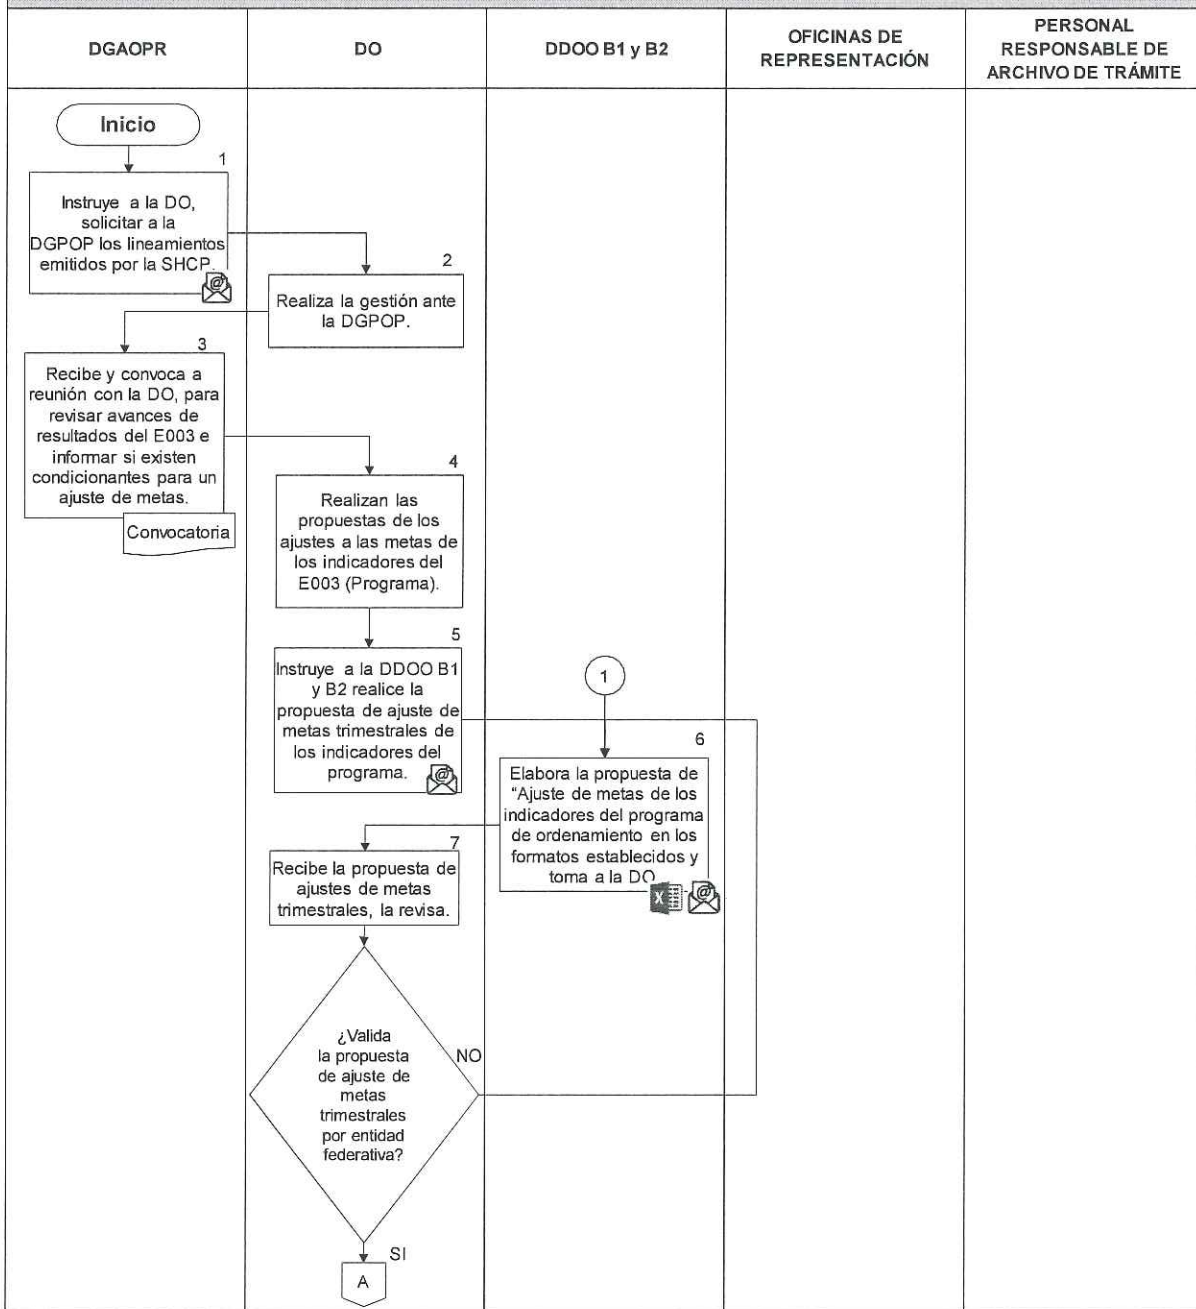 DGAOPR
DO
DDOO B1 y B2
OFICINAS DE
REPRESENTACIÓN
PERSONAL
RESPONSABLE DE
ARCHIVO DE TRÁMITE
Inicio
1
Instruye a la DO,
solicitar a la
DGPOP los lineamientos
emitidos por la SHCP.
2
Realiza la gestión ante
la DGPOP.
3
Recibe y convoca a
reunión con la DO, para
revisar avances de
resultados del E003 e
informar si existen
condicionantes para un
ajuste de metas.
Convocatoria
4
Realizan las
propuestas de los
ajustes a las metas de
los indicadores del
E003 (Programa).
5
Instruye a la DDOO B1
y B2 realice la
propuesta de ajuste de
metas trimestrales de
los indicadores del
programa.
1
6
Elabora la propuesta de
“Ajuste de metas de los
indicadores del programa
de ordenamiento en los
formatos establecidos y
toma a la DO
7
Recibe la propuesta de
ajustes de metas
trimestrales, la revisa.
¿Valida
la propuesta
de ajuste de
metas
trimestrales
por entidad
federativa?
NO
SI
A